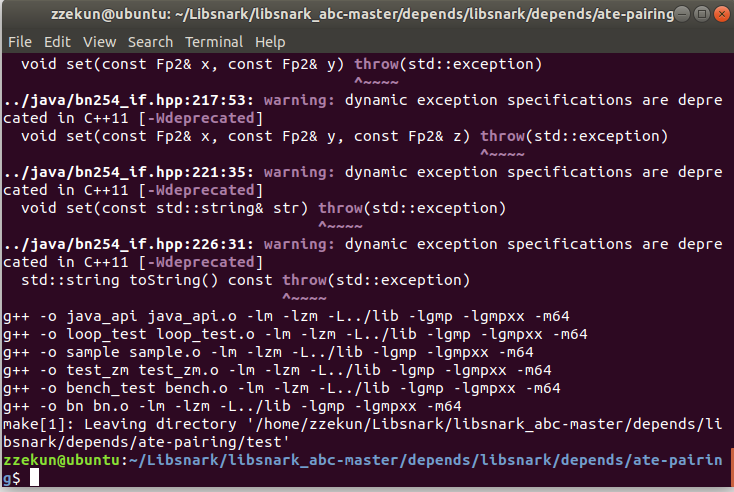 zzekun@ubuntu: ~/Libsnark/libsnark_abc-master/depends/libsnark/depends/ate-pairing
File Edit View Search Terminal Help
  void set(const Fp2& x, const Fp2& y) throw(std::exception)
                                       ^~~~~
../java/bn254_if.hpp:217:53: warning: dynamic exception specifications are depre
cated in C++11 [-Wdeprecated]
  void set(const Fp2& x, const Fp2& y, const Fp2& z) throw(std::exception)
                                                     ^~~~~
../java/bn254_if.hpp:221:35: warning: dynamic exception specifications are depre
cated in C++11 [-Wdeprecated]
  void set(const std::string& str) throw(std::exception)
                                   ^~~~~
../java/bn254_if.hpp:226:31: warning: dynamic exception specifications are depre
cated in C++11 [-Wdeprecated]
  std::string toString() const throw(std::exception)
                               ^~~~~
g++ -o java_api java_api.o -lm -lzm -L../lib -lgmp -lgmpxx -m64
g++ -o loop_test loop_test.o -lm -lzm -L../lib -lgmp -lgmpxx -m64
g++ -o sample sample.o -lm -lzm -L../lib -lgmp -lgmpxx -m64
g++ -o test_zm test_zm.o -lm -lzm -L../lib -lgmp -lgmpxx -m64
g++ -o bench_test bench.o -lm -lzm -L../lib -lgmp -lgmpxx -m64
g++ -o bn bn.o -lm -lzm -L../lib -lgmp -lgmpxx -m64
make[1]: Leaving directory '/home/zzekun/Libsnark/libsnark_abc-master/depends/li
bsnark/depends/ate-pairing/test'
zzekun@ubuntu:~/Libsnark/libsnark_abc-master/depends/libsnark/depends/ate-pairin
g$